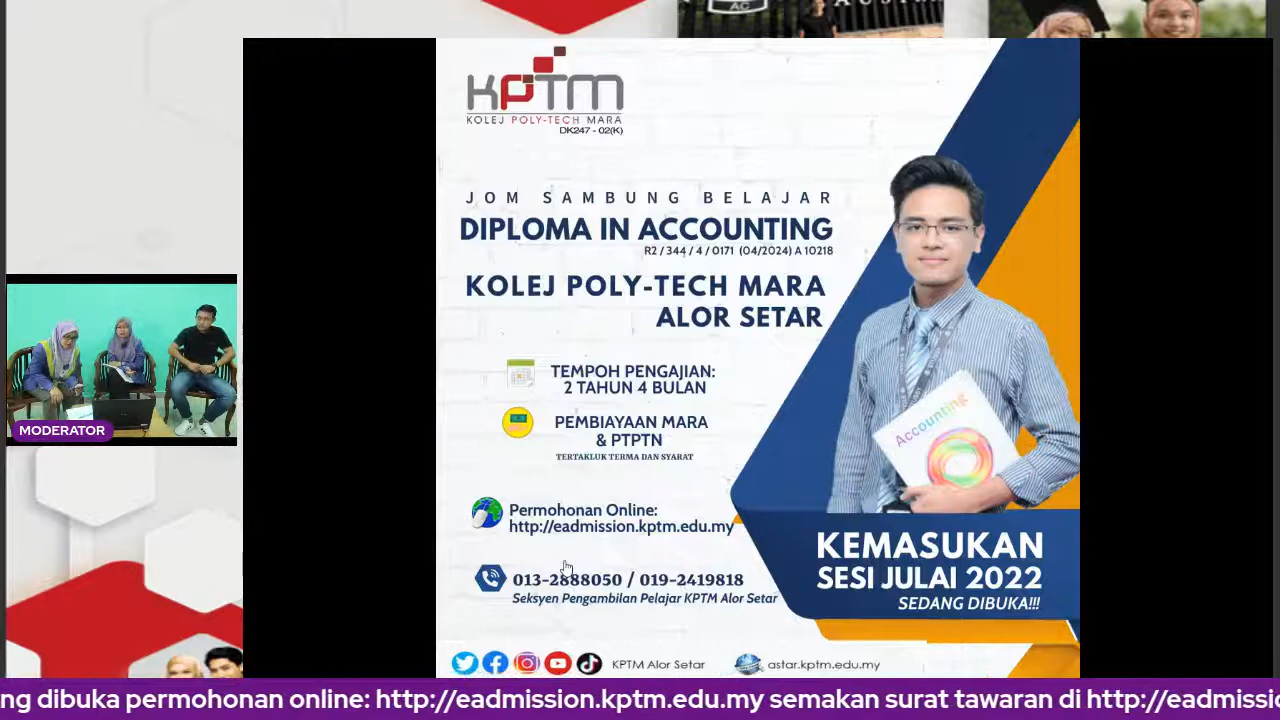 AC
KPTM
KOLEJ POLY-TECH MARA
DK247 - 02(K)
JOM SAMBUNG BELAJAR
DIPLOMA IN ACCOUNTING
R2 / 344 / 4 / 0171 (04/2024) A 10218
KOLEJ POLY-TECH MARA
ALOR SETAR
TEMPOH PENGAJIAN:
2 TAHUN 4 BULAN
PEMBIAYAAN MARA
& PTPTN
TERTAKLUK TERMA DAN SYARAT
Accounting
MODERATOR
Permohonan Online:
http://eadmission.kptm.edu.my
013-2888050 / 019-2419818
Seksyen Pengambilan Pelajar KPTM Alor Setar
KEMASUKAN
SESI JULAI 2022
SEDANG DIBUKA!!!
KPTM Alor Setar
astar.kptm.edu.my
ng dibuka permohonan online: http://eadmission.kptm.edu.my semakan surat tawaran di http://eadmissio